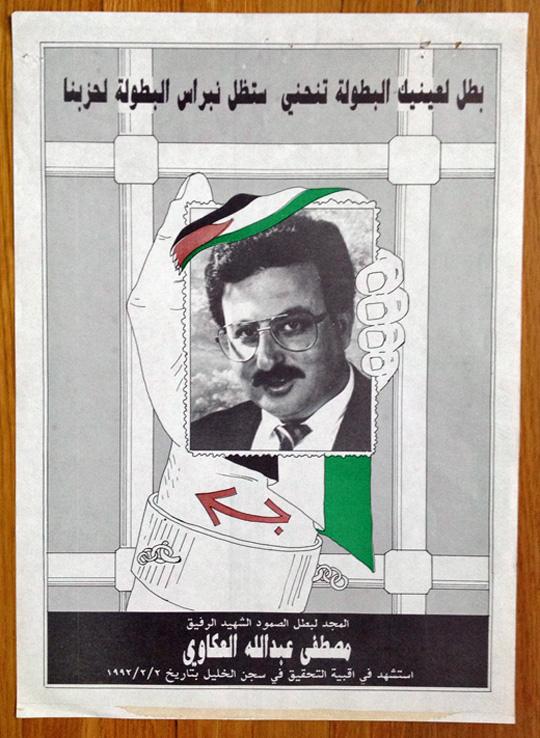 بطل لعينيك البطولة تنحني ستظل نبراس البطولة لحزبنا
المجد لبطل الصمود الشهيد الرفيق
مصطفى عبدالله العكاوي
استشهد في اقبية التحقيق في سجن الخليل بتاريخ ١٩٩٢/٢/٢